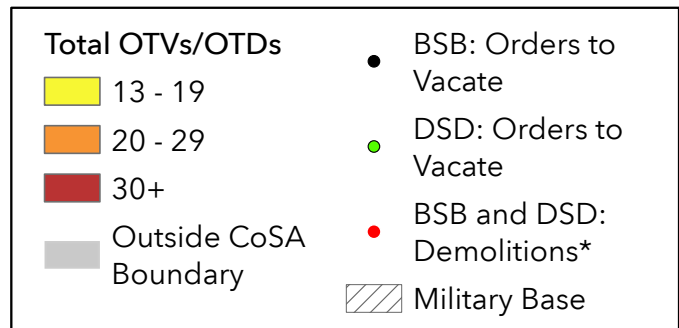 Total OTVs/OTDs
13 - 19
20 - 29
30+
Outside CoSA
Boundary
BSB: Orders to
Vacate
DSD: Orders to
Vacate
BSB and DSD:
Demolitions*
Military Base